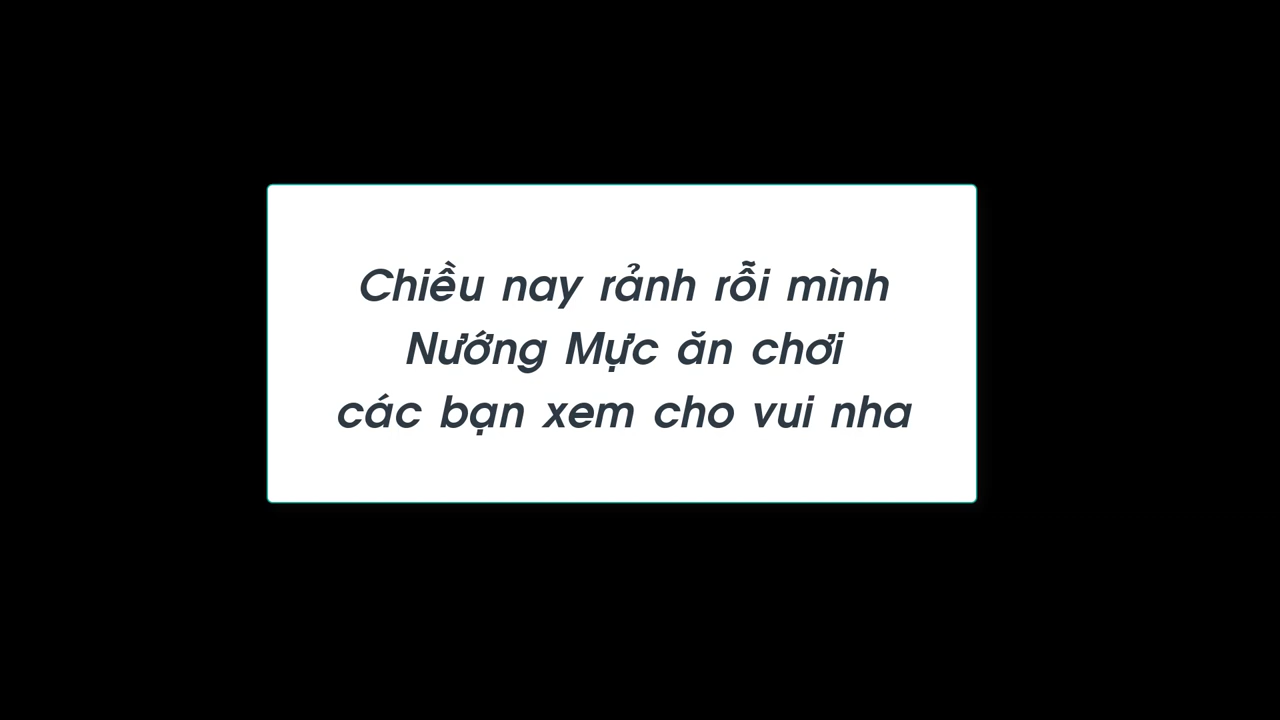 Chiều nay rảnh rỗi mình
Nướng Mực ăn chơi
các bạn xem cho vui nha